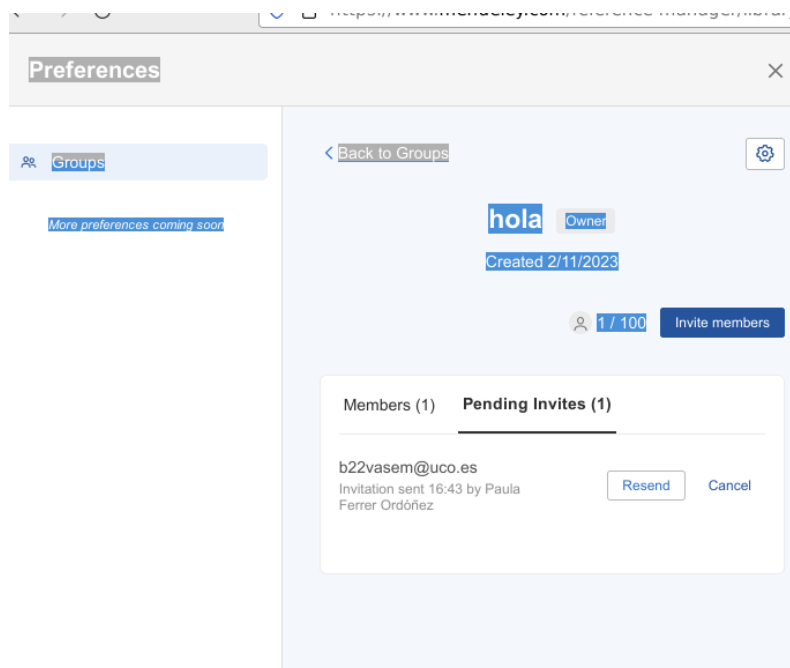 Preferences
Groups
More preferences coming soon
Back to Groups
hola Owner
Created 2/11/2023
1 / 100 Invite members
Members (1) Pending Invites (1)
b22vasem@uco.es
Invitation sent 16:43 by Paula
Ferrer Ordóñez
Resend Cancel